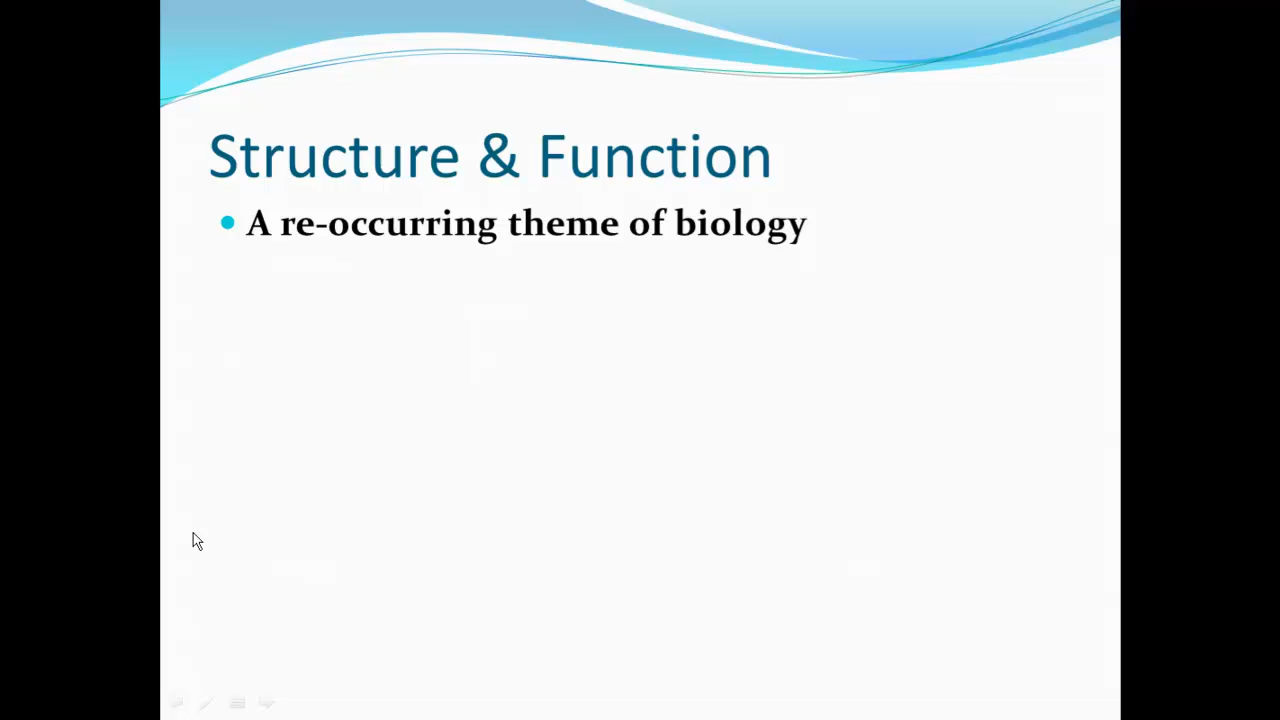 Structure & Function
A re-occurring theme of biology